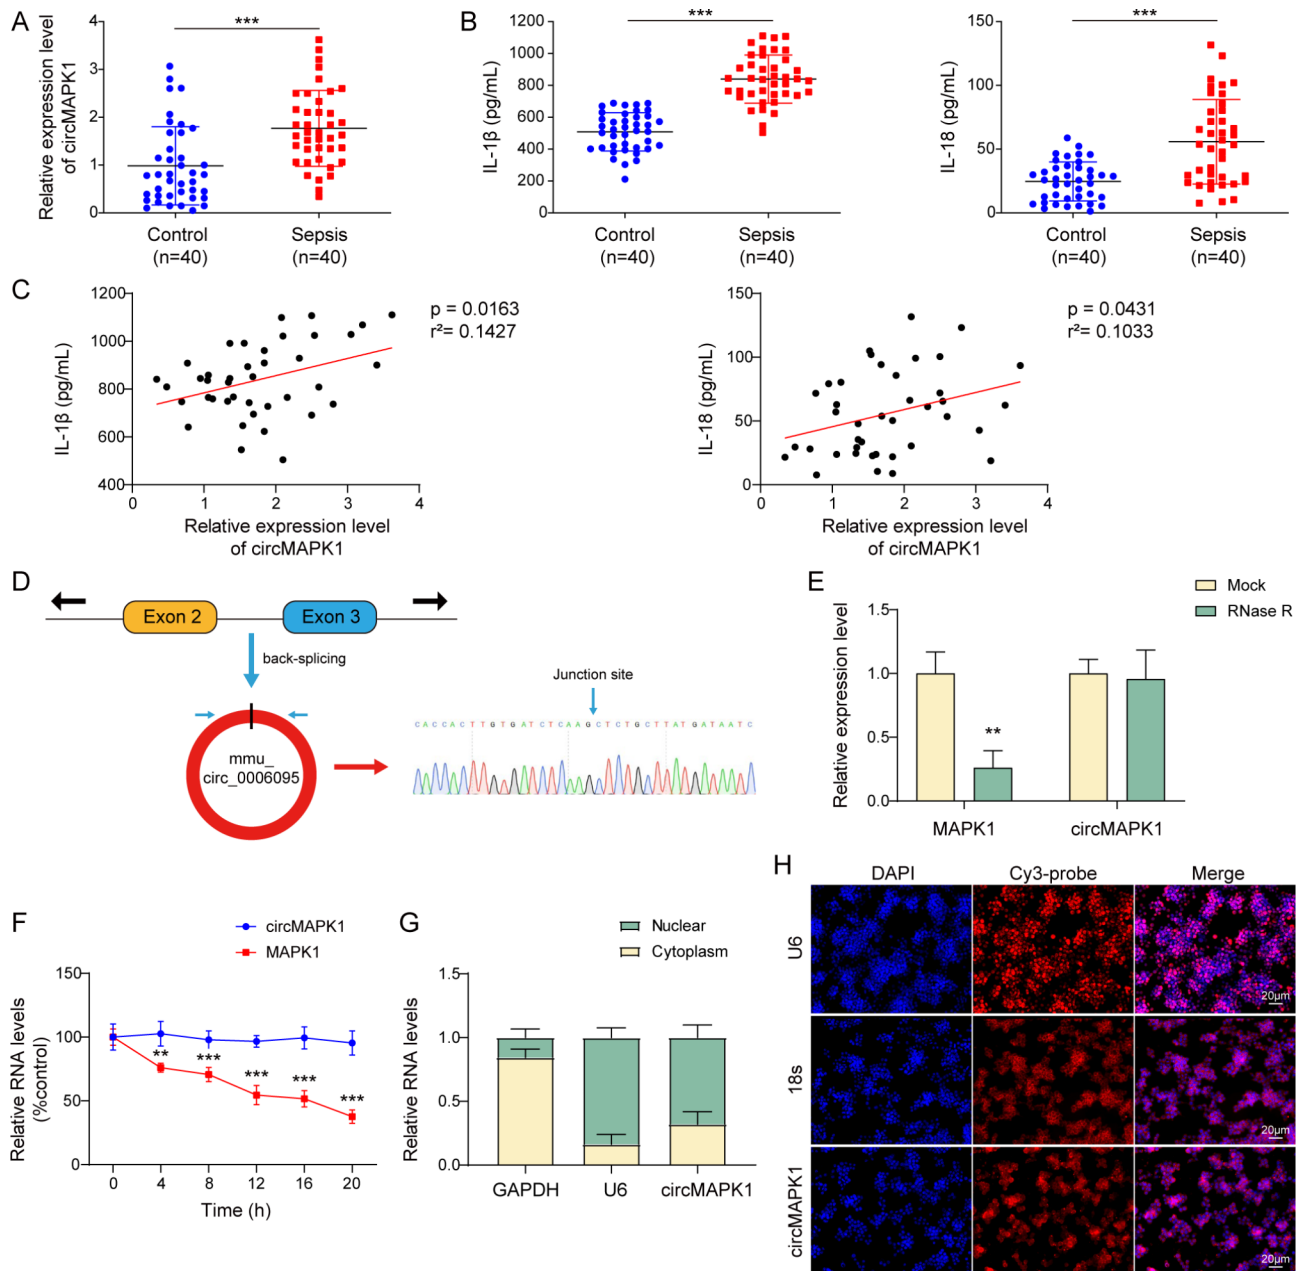 A
Relative expression level
of circMAPK1
4
3
2
1
0
***
Control
(n=40)
Sepsis
(n=40)
B
IL-1β (pg/mL)
1200
1000
800
600
400
200
0
***
Control
(n=40)
Sepsis
(n=40)
IL-18 (pg/mL)
150
100
50
0
***
Control
(n=40)
Sepsis
(n=40)
C
IL-1β (pg/mL)
1200
1000
800
600
400
0
1
2
3
4
Relative expression level
of circMAPK1
p = 0.0163
r²= 0.1427
IL-18 (pg/mL)
150
100
50
0
0
1
2
3
4
Relative expression level
of circMAPK1
p = 0.0431
r²= 0.1033
D
Exon 2
Exon 3
back-splicing
mmu_
circ_0006095
Junction site
CACCACTTGTGATCTCAAGCTCTGCTTATGATAATC
E
Mock
RNase R
Relative expression level
1.5
1.0
0.5
0.0
**
MAPK1
circMAPK1
F
circMAPK1
MAPK1
Relative RNA levels
(%control)
150
100
50
0
**
***
***
***
***
0
4
8
12
16
20
Time (h)
G
Nuclear
Cytoplasm
Relative RNA levels
1.5
1.0
0.5
0.0
GAPDH
U6
circMAPK1
H
DAPI
Cy3-probe
Merge
U6
20μm
18s
20μm
circMAPK1
20μm